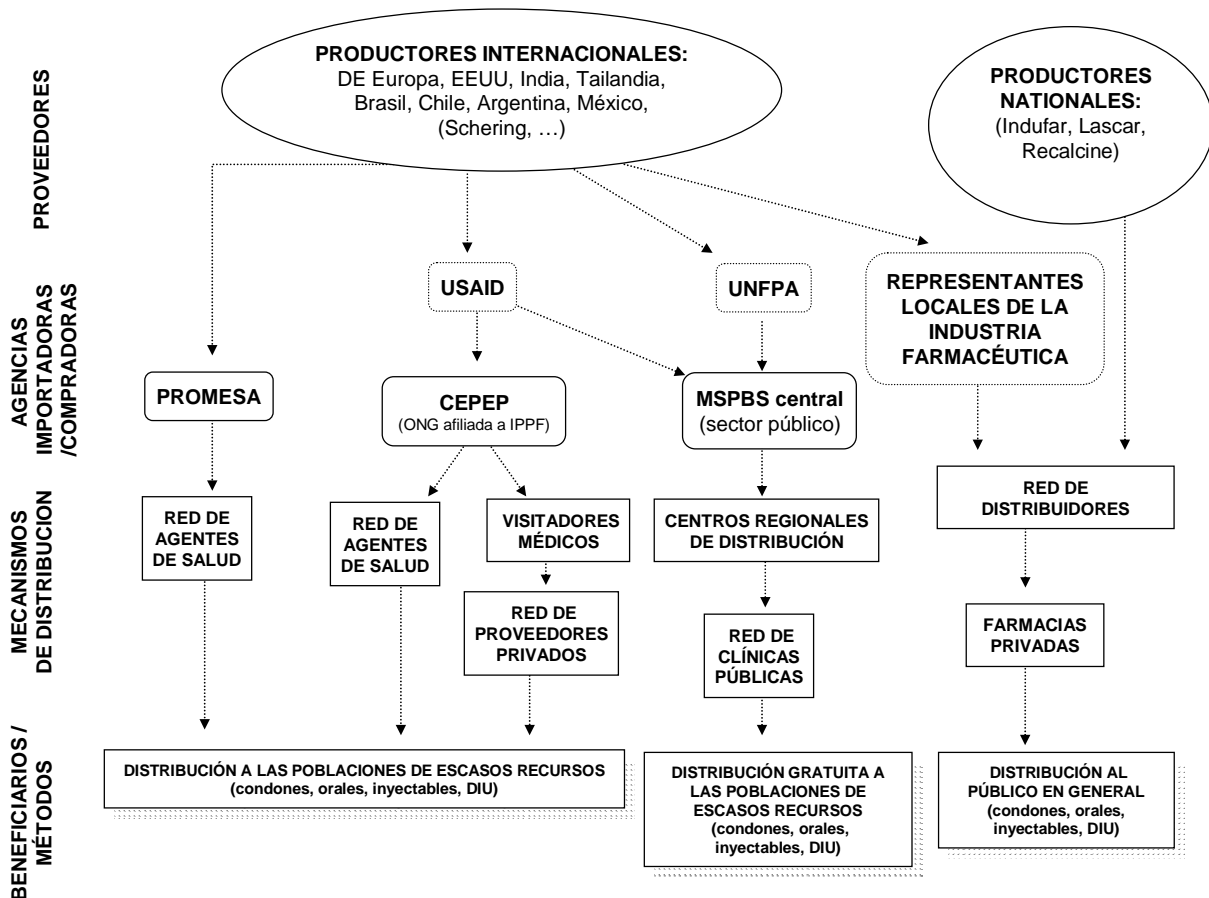 PROVEEDORES
PRODUCTORES INTERNACIONALES:
DE Europa, EEUU, India, Tailandia,
Brasil, Chile, Argentina, México,
(Schering, …)
PRODUCTORES
NATIONALES:
(Indufar, Lascar,
Recalcine)
AGENCIAS
IMPORTADORAS
/COMPRADORAS
USAID
UNFPA
REPRESENTANTES
LOCALES DE LA
INDUSTRIA
FARMACÉUTICA
PROMESA
CEPEP
(ONG afiliada a IPPF)
MSPBS central
(sector público)
MECANISMOS
DE DISTRIBUCION
RED DE
AGENTES
DE SALUD
RED DE
AGENTES
DE SALUD
VISITADORES
MÉDICOS
CENTROS REGIONALES
DE DISTRIBUCIÓN
RED DE
DISTRIBUIDORES
RED DE
PROVEEDORES
PRIVADOS
RED DE
CLÍNICAS
PÚBLICAS
FARMACIAS
PRIVADAS
BENEFICIARIOS /
MÉTODOS
DISTRIBUCIÓN A LAS POBLACIONES DE ESCASOS RECURSOS
(condones, orales, inyectables, DIU)
DISTRIBUCIÓN GRATUITA A
LAS POBLACIONES DE
ESCASOS RECURSOS
(condones, orales,
inyectables, DIU)
DISTRIBUCIÓN AL
PÚBLICO EN GENERAL
(condones, orales,
inyectables, DIU)